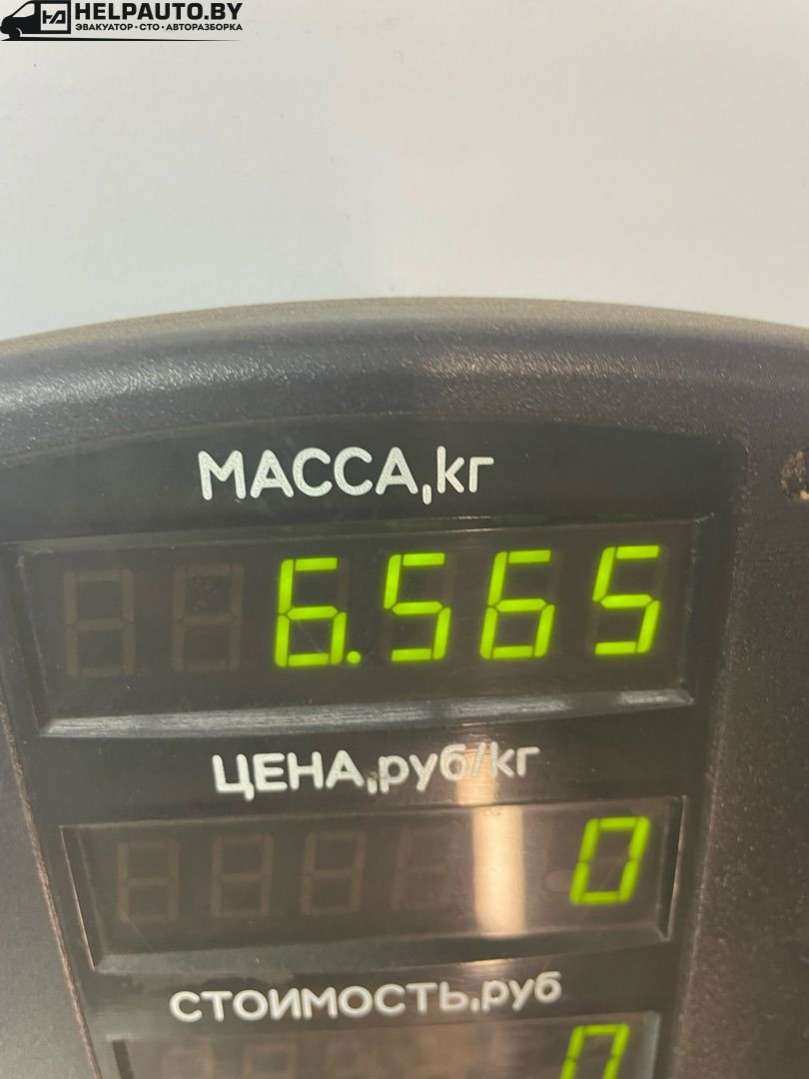 HELPAUTO.BY
ЭВАКУАТОР • СТО • АВТОРАЗБОРКА
МАССА,кг
6.565
ЦЕНА,руб/кг
0
СТОИМОСТЬ,руб
0